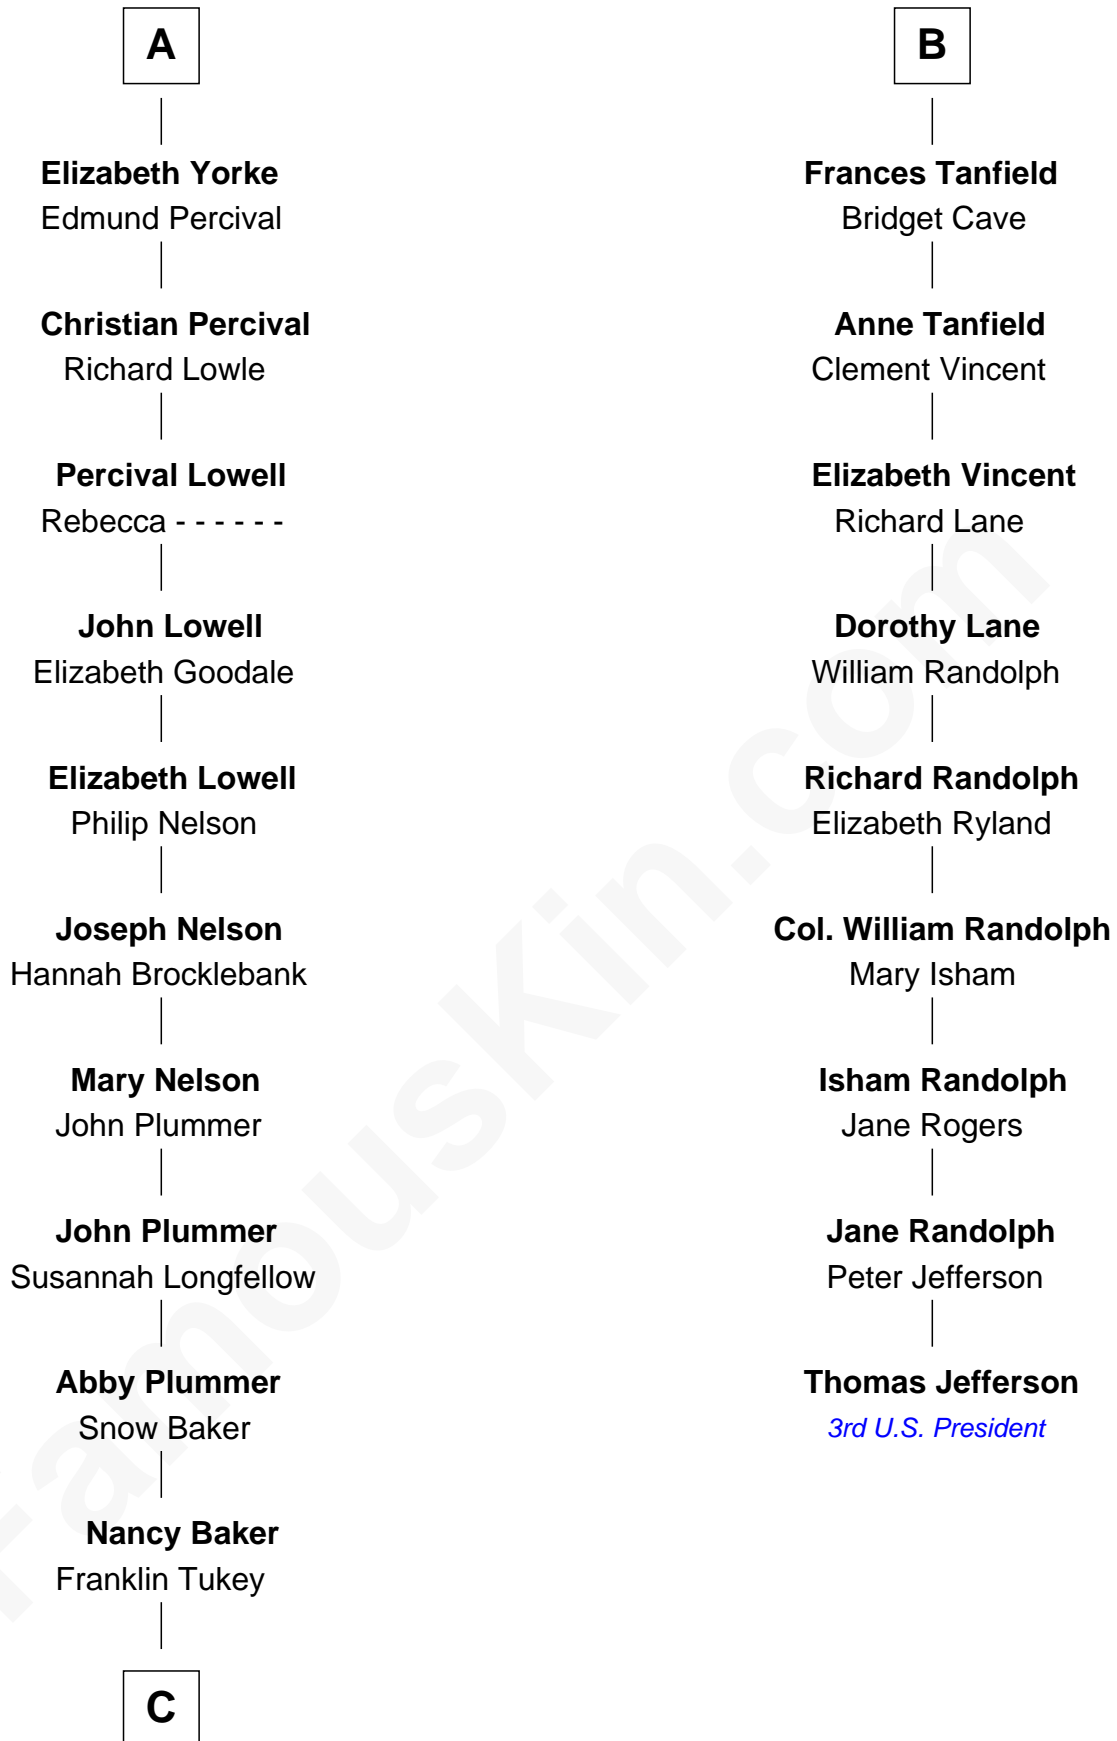 A
Elizabeth Yorke
Edmund Percival
Christian Percival
Richard Lowle
Percival Lowell
Rebecca - - - - - -
John Lowell
Elizabeth Goodale
Elizabeth Lowell
Philip Nelson
Joseph Nelson
Hannah Brocklebank
Mary Nelson
John Plummer
John Plummer
Susannah Longfellow
Abby Plummer
Snow Baker
Nancy Baker
Franklin Tukey
C
B
Frances Tanfield
Bridget Cave
Anne Tanfield
Clement Vincent
Elizabeth Vincent
Richard Lane
Dorothy Lane
William Randolph
Richard Randolph
Elizabeth Ryland
Col. William Randolph
Mary Isham
Isham Randolph
Jane Rogers
Jane Randolph
Peter Jefferson
Thomas Jefferson
3rd U.S. President
FamousKin.com